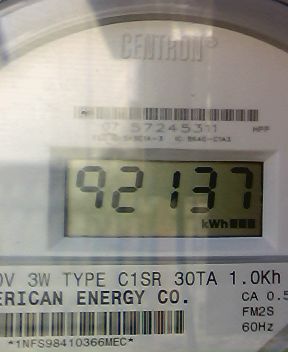 CENTRON®
57245311 HPP
92137
kWh
0V 3W TYPE C1SR 30TA 1.0Kh
ERICAN ENERGY CO. CA 0.5
FM2S
60Hz
*1NFS98410366MEC*